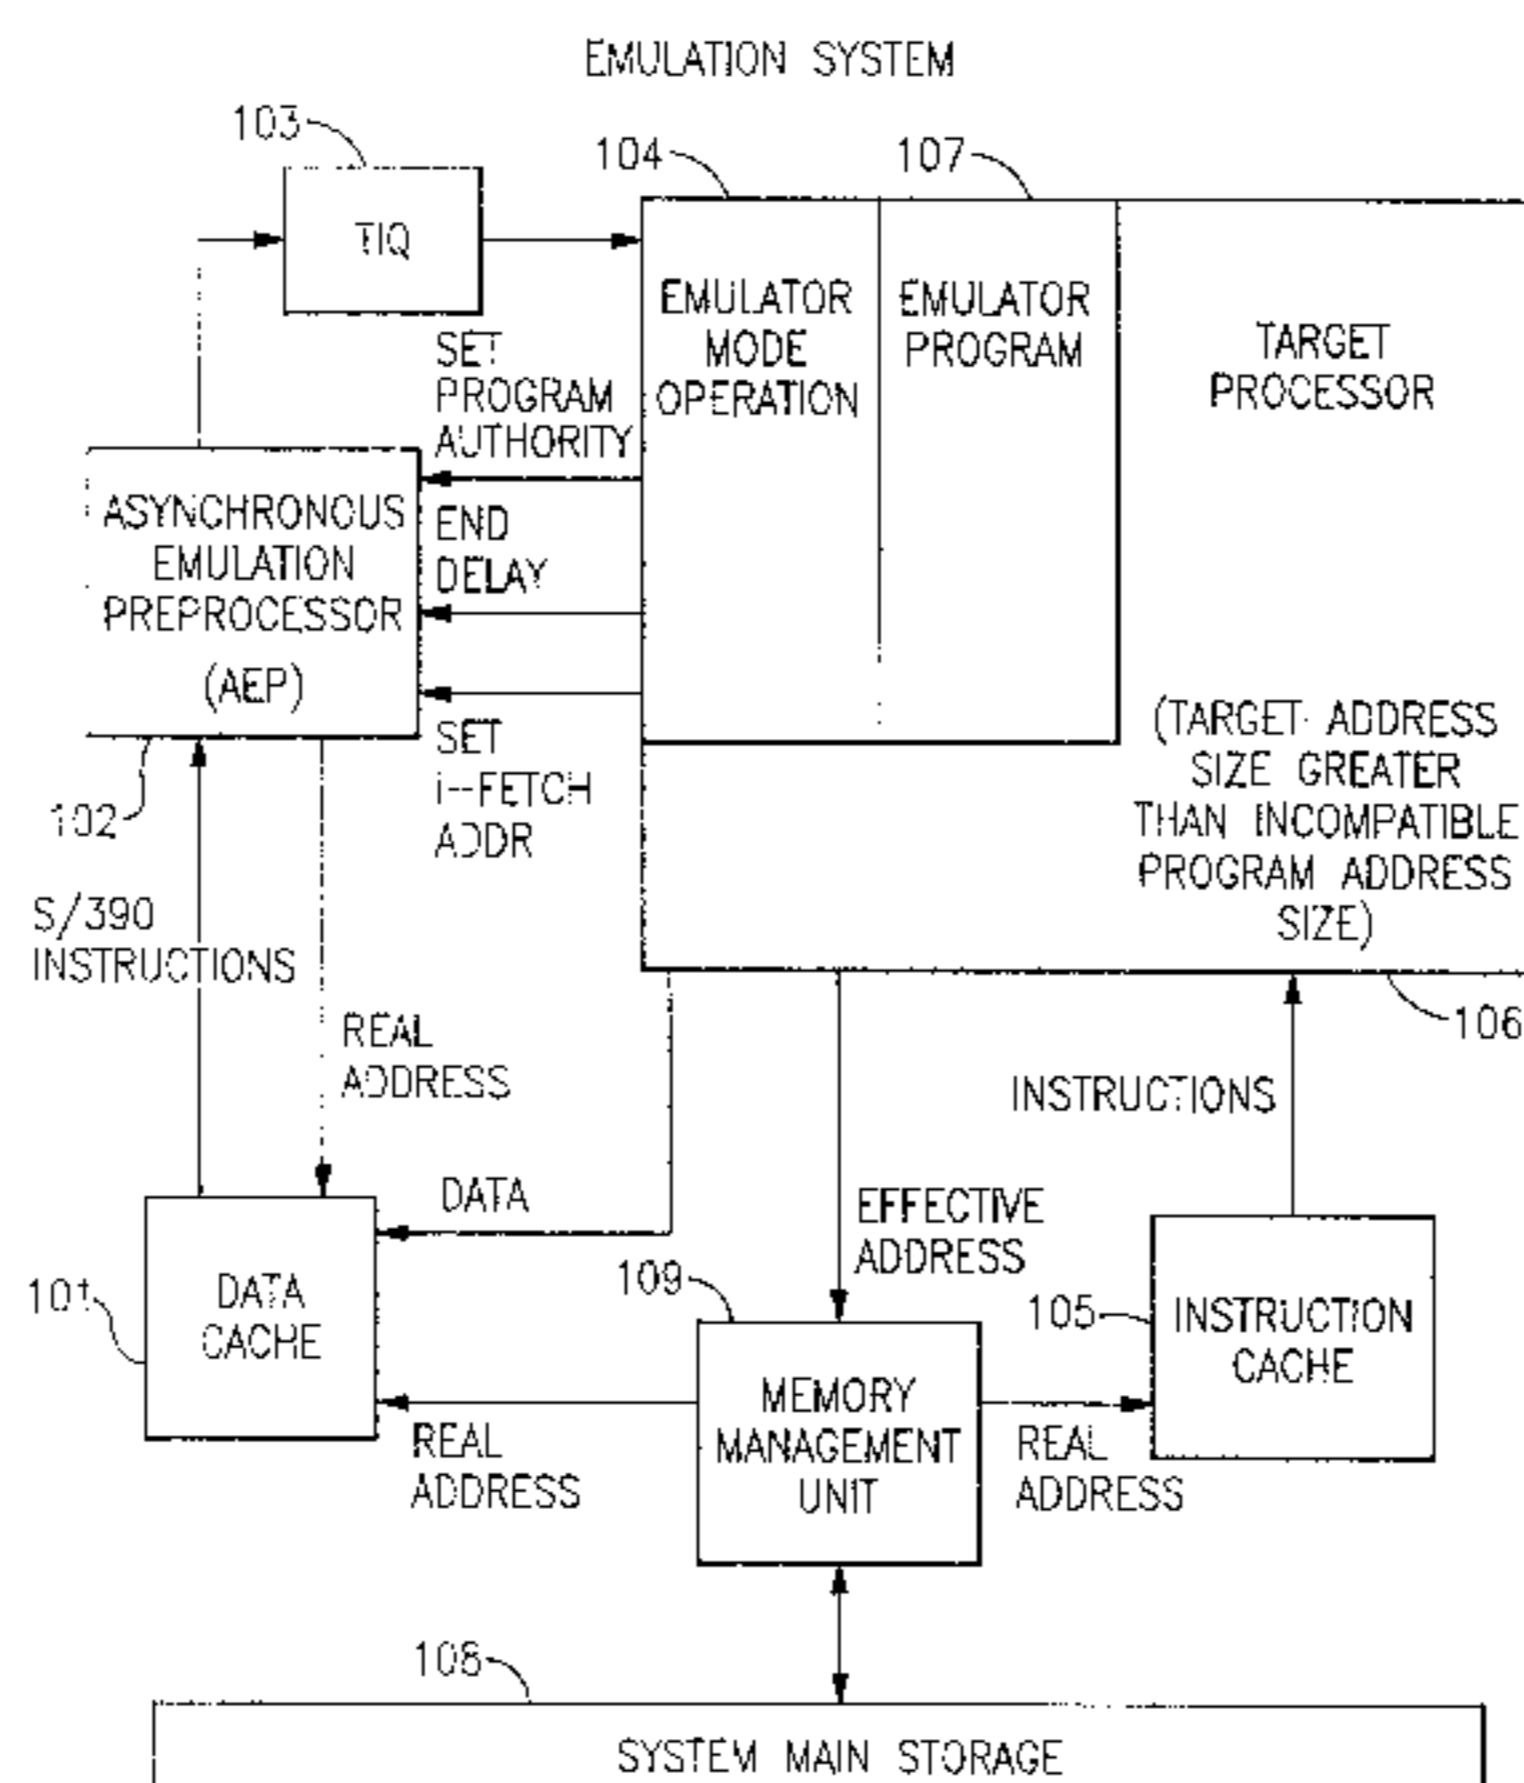 EMULATION SYSTEM
103
104
107
TIQ
EMULATOR
MODE
OPERATION
EMULATOR
PROGRAM
TARGET
PROCESSOR
SET
PROGRAM
AUTHORITY
ASYNCHRONOUS
EMULATION
PREPROCESSOR
(AEP)
END
DELAY
SET
i-FETCH
ADDR
(TARGET ADDRESS
SIZE GREATER
THAN INCOMPATIBLE
PROGRAM ADDRESS
SIZE)
102
S/390
INSTRUCTIONS
REAL
ADDRESS
106
INSTRUCTIONS
DATA
EFFECTIVE
ADDRESS
101
DATA
CACHE
109
105
INSTRUCTION
CACHE
MEMORY
MANAGEMENT
UNIT
REAL
ADDRESS
REAL
ADDRESS
108
SYSTEM MAIN STORAGE